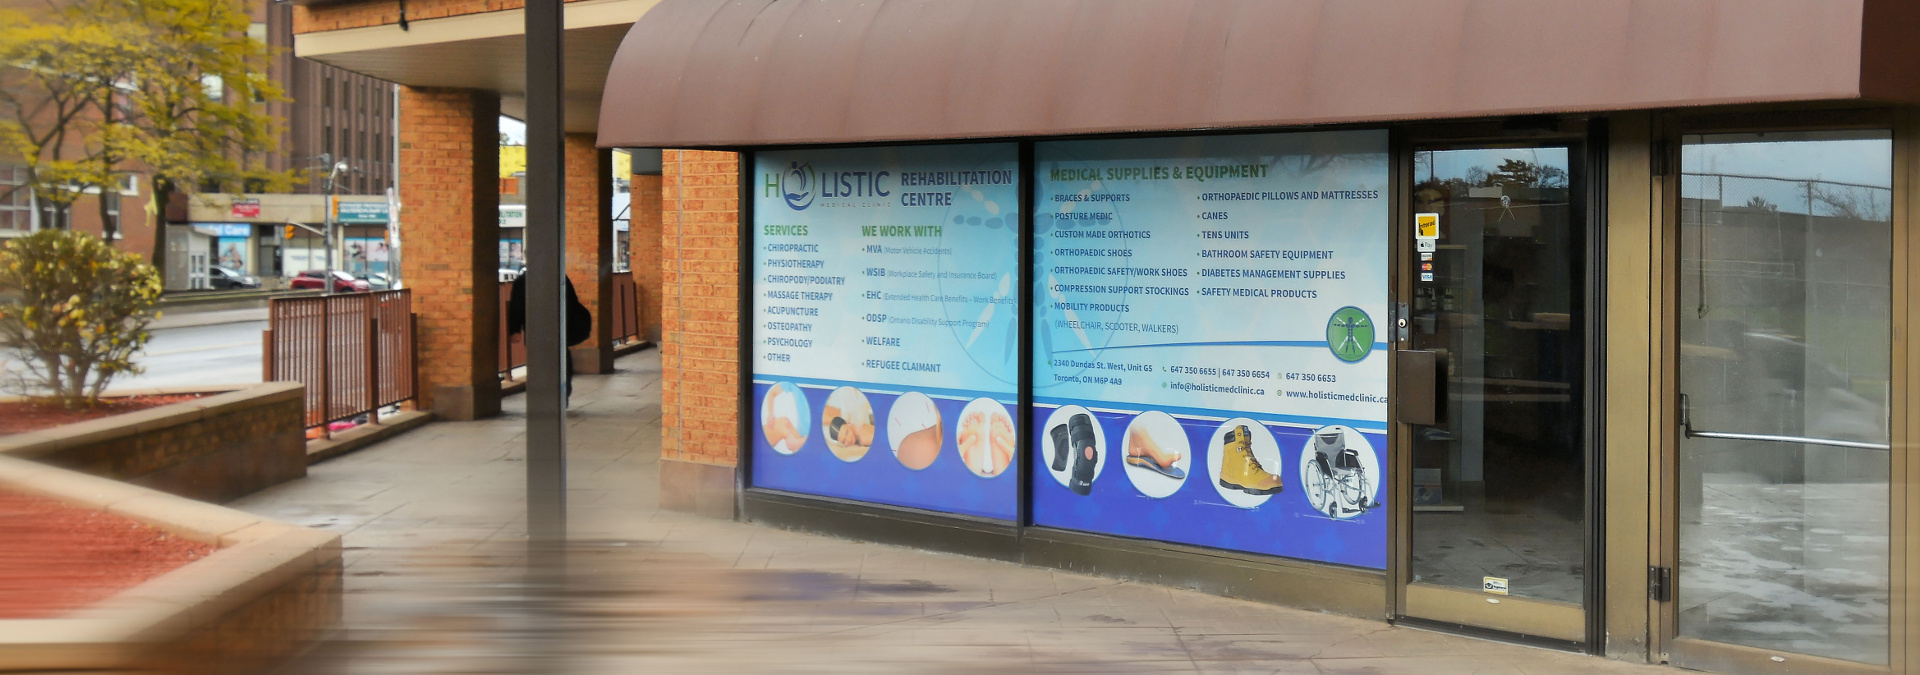 HOLISTIC
MEDICAL CLINIC
REHABILITATION
CENTRE
SERVICES
• CHIROPRACTIC
• PHYSIOTHERAPY
• CHIROPODY/PODIATRY
• MASSAGE THERAPY
• ACUPUNCTURE
• OSTEOPATHY
• PSYCHOLOGY
• OTHER
WE WORK WITH
• MVA (Motor Vehicle Accidents)
• WSIB (Workplace Safety and Insurance Board)
• EHC (Extended Health Care Benefits - Work Benefits)
• ODSP (Ontario Disability Support Program)
• WELFARE
• REFUGEE CLAIMANT
MEDICAL SUPPLIES & EQUIPMENT
• BRACES & SUPPORTS
• POSTURE MEDIC
• CUSTOM MADE ORTHOTICS
• ORTHOPAEDIC SHOES
• ORTHOPAEDIC SAFETY/WORK SHOES
• COMPRESSION SUPPORT STOCKINGS
• MOBILITY PRODUCTS
(WHEELCHAIR, SCOOTER, WALKERS)
• ORTHOPAEDIC PILLOWS AND MATTRESSES
• CANES
• TENS UNITS
• BATHROOM SAFETY EQUIPMENT
• DIABETES MANAGEMENT SUPPLIES
• SAFETY MEDICAL PRODUCTS
2340 Dundas St. West, Unit G5
Toronto, ON M6P 4A9
647 350 6655 | 647 350 6654
647 350 6653
info@holisticmedclinic.ca
www.holisticmedclinic.ca
Pay
VISA